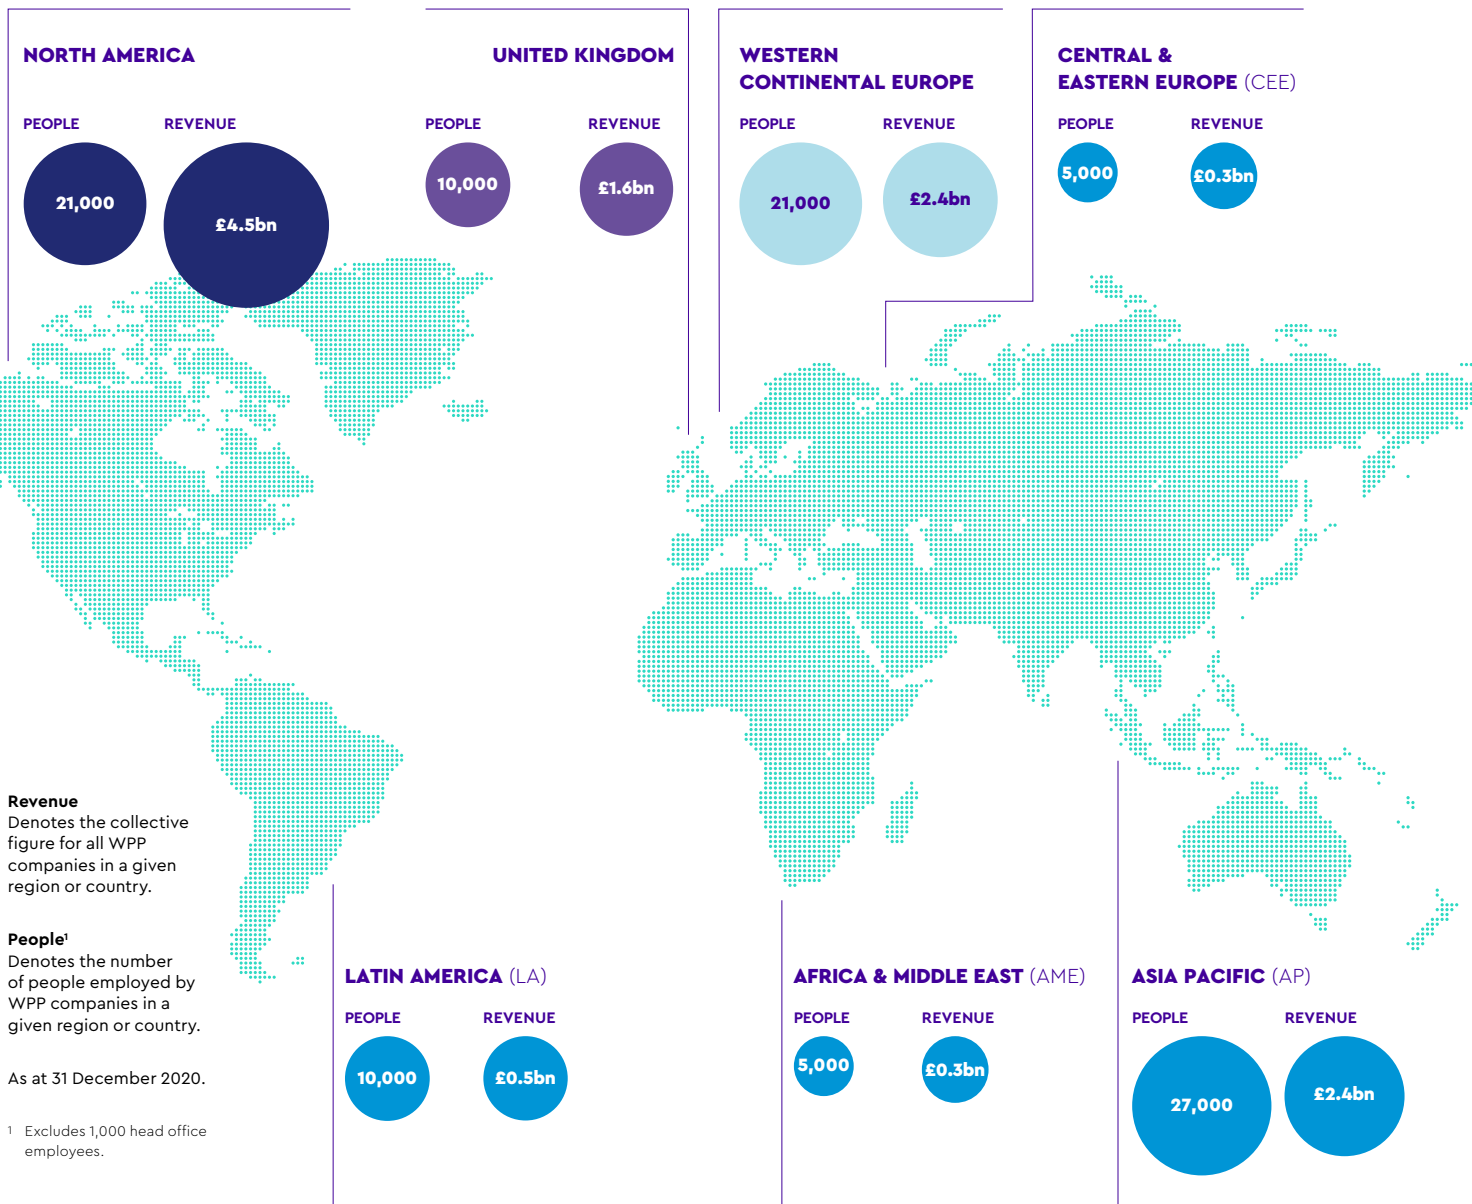 NORTH AMERICA
PEOPLE
REVENUE
21,000
£4.5bn
UNITED KINGDOM
PEOPLE
REVENUE
10,000
£1.6bn
WESTERN
CONTINENTAL EUROPE
PEOPLE
REVENUE
21,000
£2.4bn
CENTRAL &
EASTERN EUROPE (CEE)
PEOPLE
REVENUE
5,000
£0.3bn
Revenue
Denotes the collective
figure for all WPP
companies in a given
region or country.
People¹
Denotes the number
of people employed by
WPP companies in a
given region or country.
As at 31 December 2020.
¹ Excludes 1,000 head office
employees.
LATIN AMERICA (LA)
PEOPLE
REVENUE
10,000
£0.5bn
AFRICA & MIDDLE EAST (AME)
PEOPLE
REVENUE
5,000
£0.3bn
ASIA PACIFIC (AP)
PEOPLE
REVENUE
27,000
£2.4bn